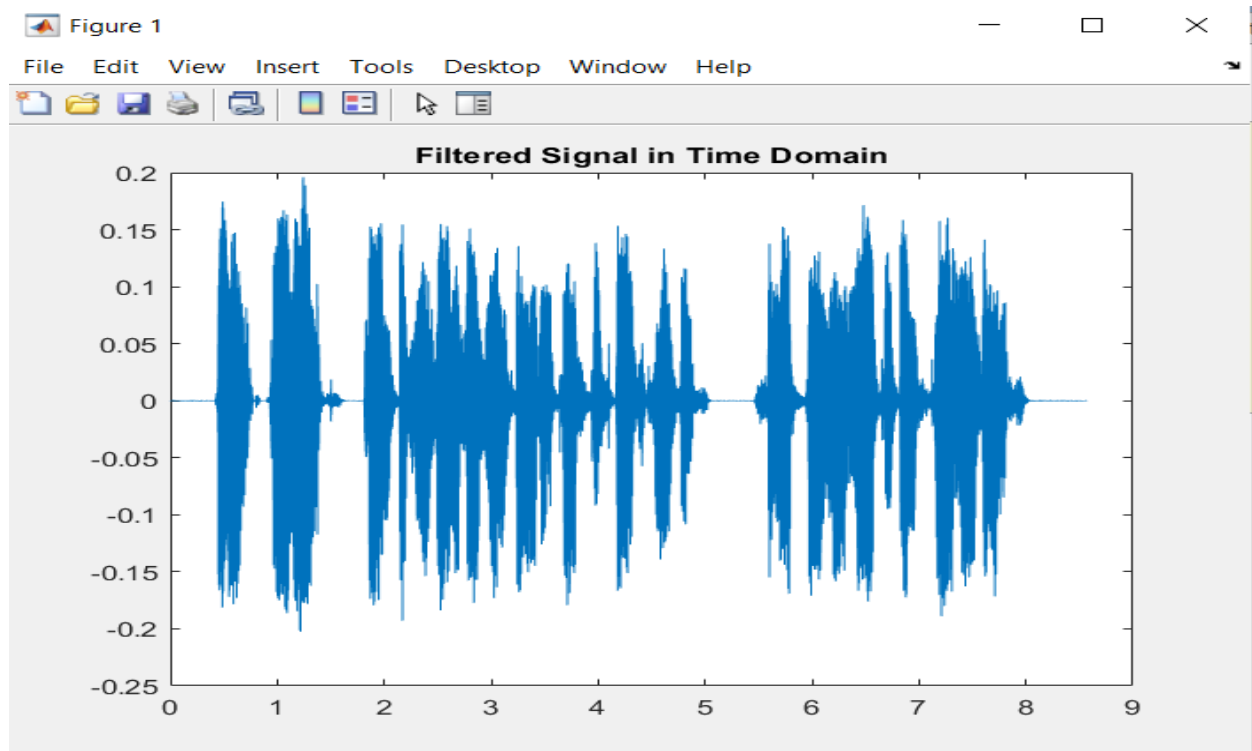 Figure 1
File Edit View Insert Tools Desktop Window Help
Filtered Signal in Time Domain
0.2
0.15
0.1
0.05
0
-0.05
-0.1
-0.15
-0.2
-0.25
0 1 2 3 4 5 6 7 8 9